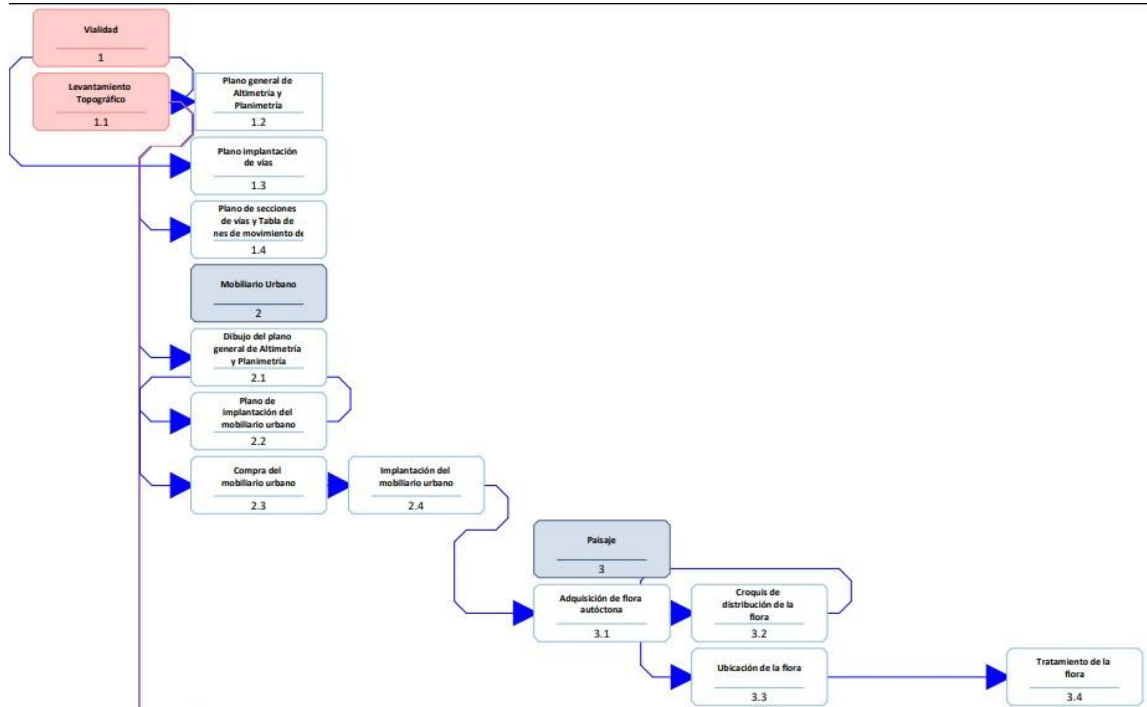 Vialidad
1
Levantamiento
Topográfico
1.1
Plano general de
Altimetría y
Planimetría
1.2
Plano implantación
de vías
1.3
Plano de secciones
de vías y Tabla de
nes de movimiento de
1.4
Mobiliario Urbano
2
Dibujo del plano
general de Altimetría
y Planimetría
2.1
Plano de
implantación del
mobiliario urbano
2.2
Compra del
mobiliario urbano
2.3
Implantación del
mobiliario urbano
2.4
Paisaje
3
Adquisición de flora
autóctona
3.1
Croquis de
distribución de la
flora
3.2
Ubicación de la flora
3.3
Tratamiento de la
flora
3.4